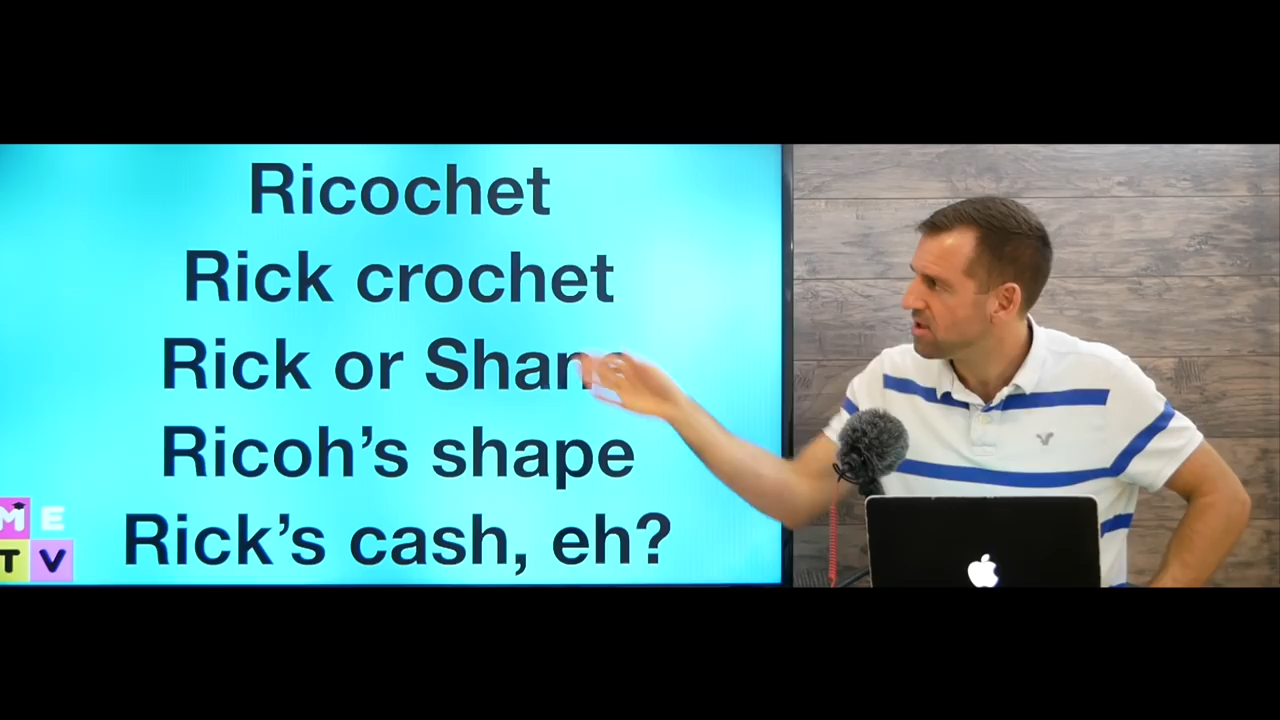 Ricochet
Rick crochet
Rick or
Ricoh's shape
Rick's cash, eh?
ME
TV